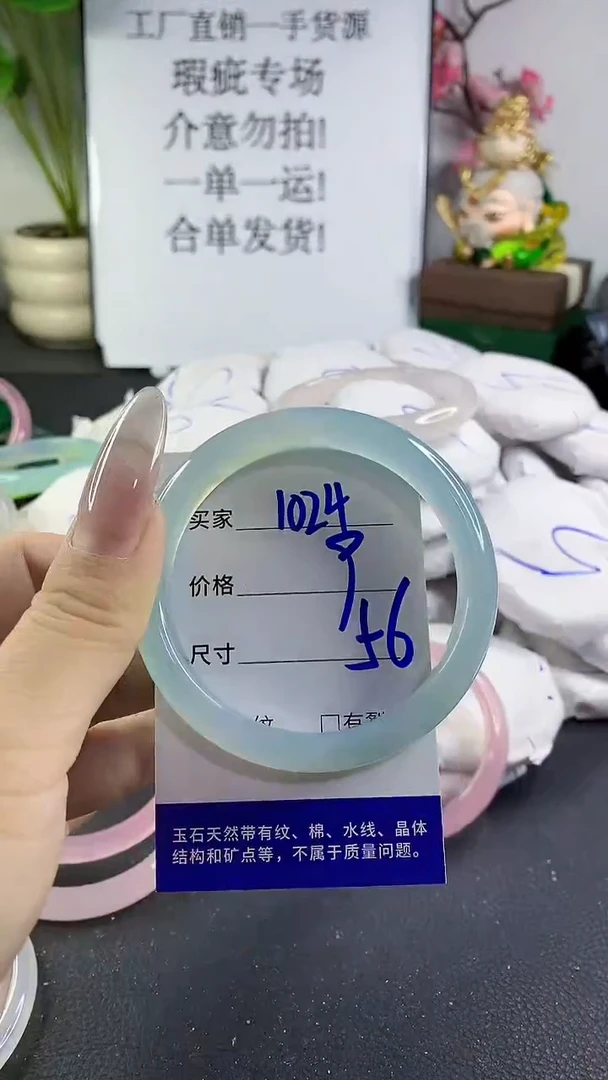 工厂直销一手货源
瑕疵专场
介意勿拍!
一单一运!
合单发货!
买家 1024
价格
尺寸 56
纹 □有裂
玉石天然带有纹、棉、水线、晶体
结构和矿点等，不属于质量问题。